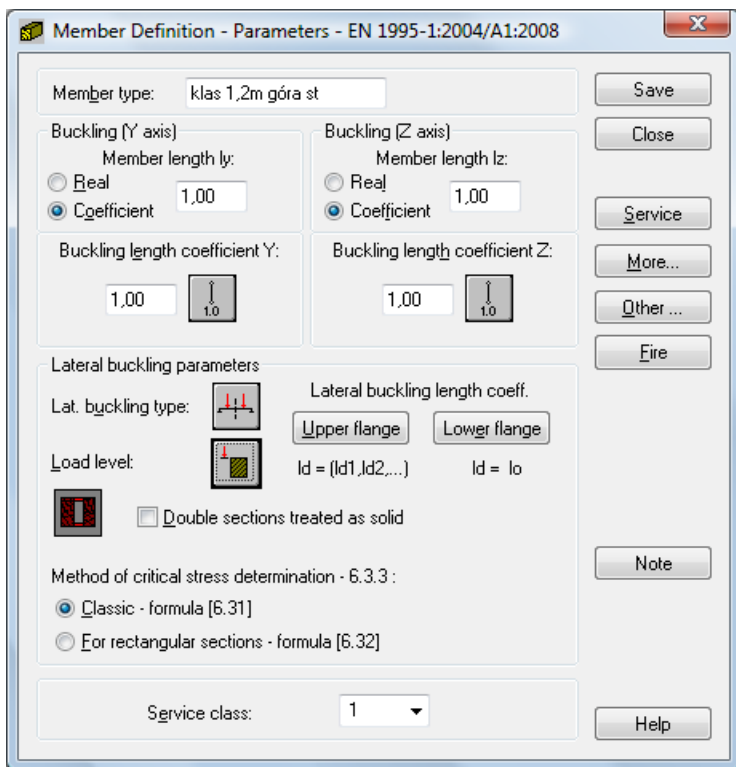 Member Definition - Parameters - EN 1995-1:2004/A1:2008
Member type: klas 1,2m góra st
Save
Close
Buckling (Y axis)
Member length ly:
Real
Coefficient
1,00
Buckling (Z axis)
Member length lz:
Real
Coefficient
1,00
Service
Buckling length coefficient Y:
1,00
1.0
Buckling length coefficient Z:
1,00
1.0
More...
Other ...
Fire
Lateral buckling parameters
Lat. buckling type:
Lateral buckling length coeff.
Upper flange
Lower flange
Load level:
ld = (ld1,ld2,...)
ld = lo
Double sections treated as solid
Method of critical stress determination - 6.3.3 :
Classic - formula [6.31]
For rectangular sections - formula [6.32]
Note
Service class: 1
Help